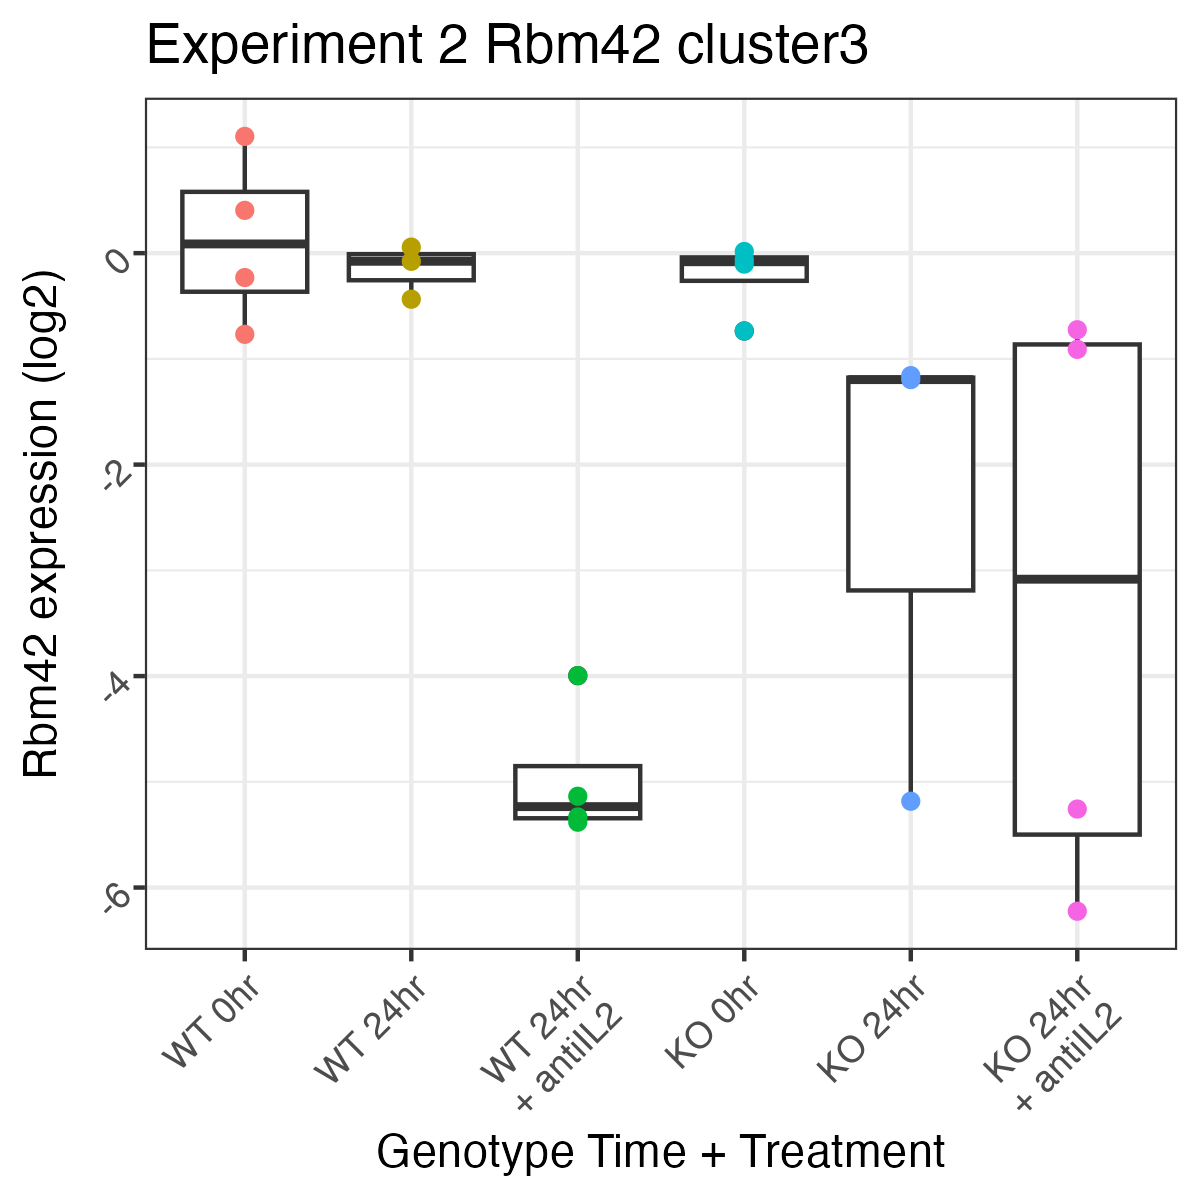 Experiment 2 Rbm42 cluster3
Rbm42 expression (log2)
0
-2
-4
-6
WT 0hr
WT 24hr
WT 24hr
+ antiIL2
KO 0hr
KO 24hr
KO 24hr
+ antiIL2
Genotype Time + Treatment